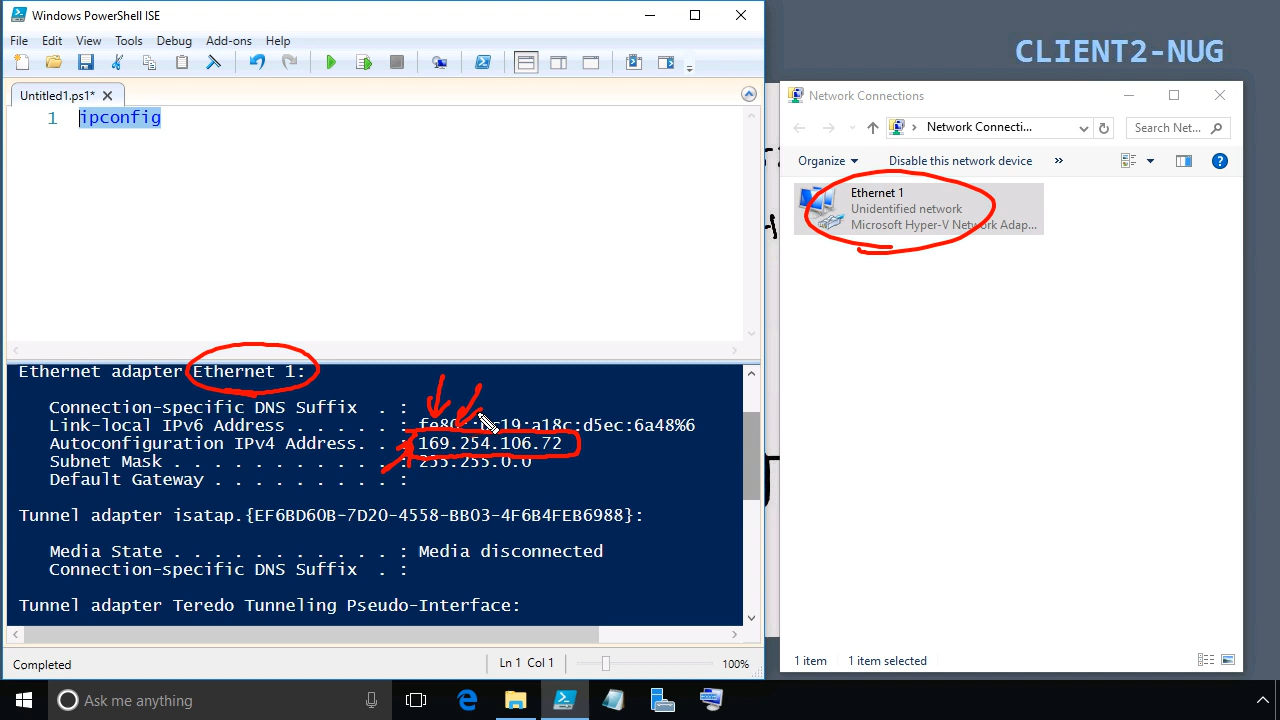 Windows PowerShell ISE
File Edit View Tools Debug Add-ons Help
Untitled1.ps1*
1 ipconfig
Ethernet adapter Ethernet 1:
Connection-specific DNS Suffix . :
Link-local IPv6 Address . . . . . : a18c:d5ec:6a48%6
Autoconfiguration IPv4 Address. . : 169.254.106.72
Subnet Mask . . . . . . . . . . . : 255.255.0.0
Default Gateway . . . . . . . . . :
Tunnel adapter isatap.{EF6BD60B-7D20-4558-BB03-4F6B4FEB6988}:
Media State . . . . . . . . . . . : Media disconnected
Connection-specific DNS Suffix . :
Tunnel adapter Teredo Tunneling Pseudo-Interface:
Completed
Ln 1 Col 1
100%
CLIENT2-NUG
Network Connections
Network Connecti...
Search Net...
Organize
Disable this network device
»
Ethernet 1
Unidentified network
Microsoft Hyper-V Network Adap...
1 item
1 item selected
Ask me anything